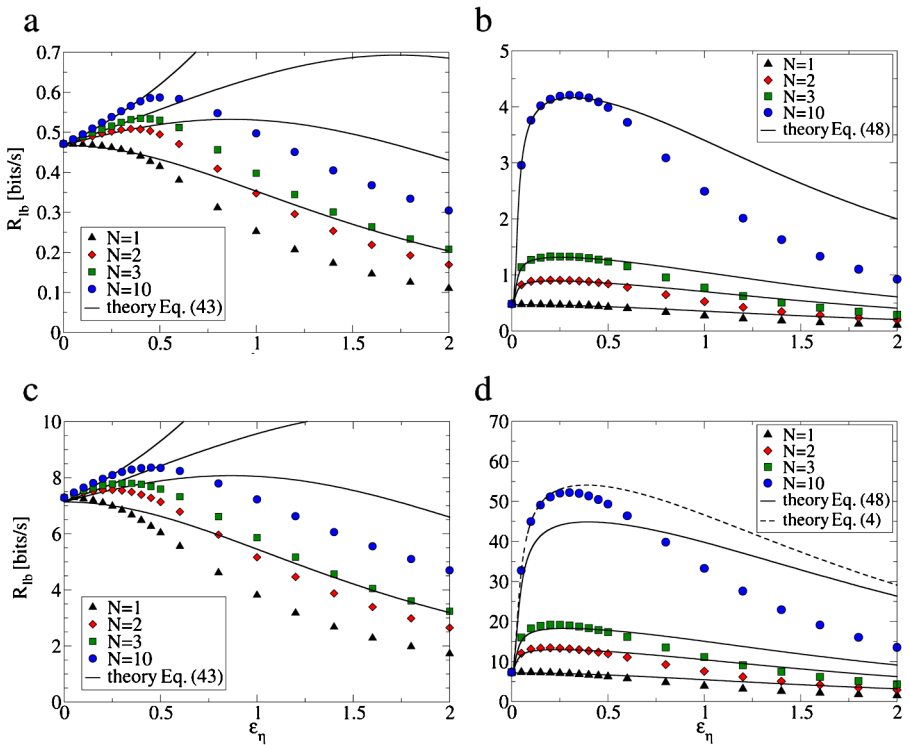 a
0.7
0.6
0.5
0.4
0.3
0.2
0.1
0
R_lb [bits/s]
N=1
N=2
N=3
N=10
theory Eq. (43)
0 0.5 1 1.5 2
b
5
4
3
2
1
0
N=1
N=2
N=3
N=10
theory Eq. (48)
0 0.5 1 1.5 2
c
10
8
6
4
2
0
R_lb [bits/s]
N=1
N=2
N=3
N=10
theory Eq. (43)
0 0.5 1 1.5 2
ε_η
d
70
60
50
40
30
20
10
0
N=1
N=2
N=3
N=10
theory Eq. (48)
theory Eq. (4)
0 0.5 1 1.5 2
ε_η